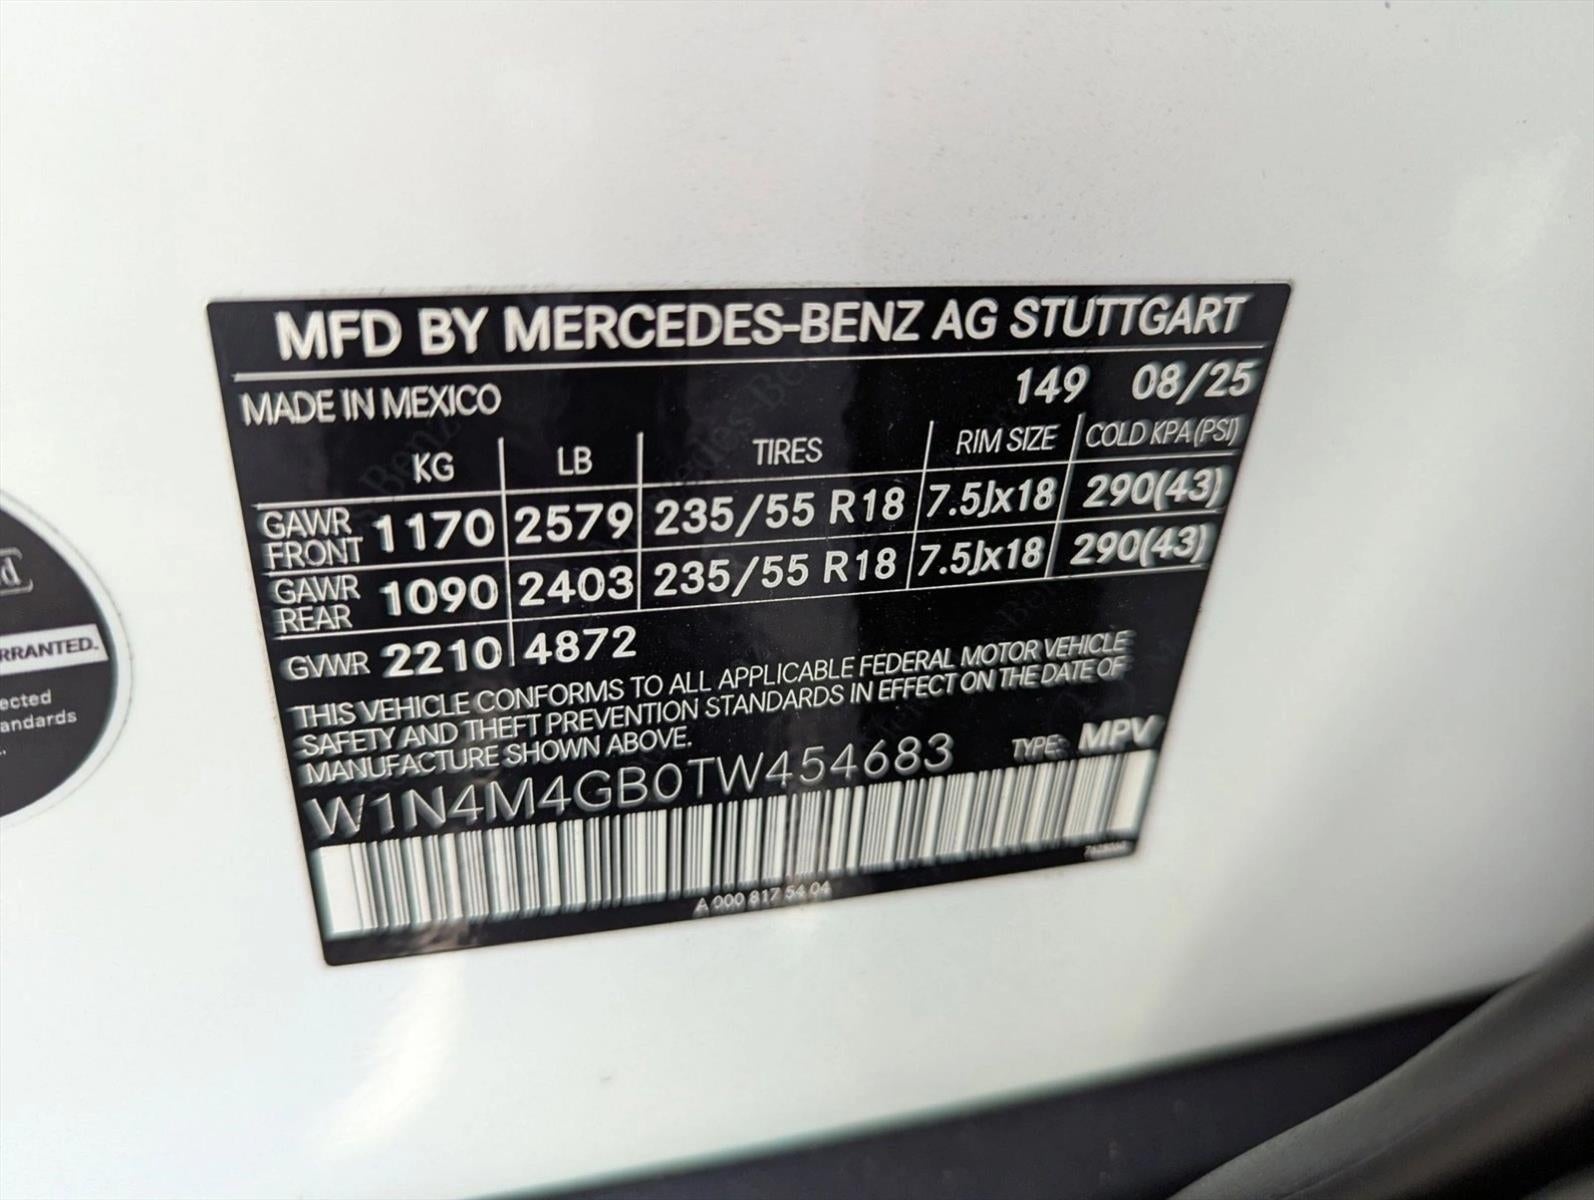 MFD BY MERCEDES-BENZ AG STUTTGART
MADE IN MEXICO 149 08/25
KG LB TIRES RIM SIZE COLD KPA(PSI)
GAWR FRONT 1170 2579 235/55 R18 7.5Jx18 290(43)
GAWR REAR 1090 2403 235/55 R18 7.5Jx18 290(43)
GVWR 2210 4872
THIS VEHICLE CONFORMS TO ALL APPLICABLE FEDERAL MOTOR VEHICLE
SAFETY AND THEFT PREVENTION STANDARDS IN EFFECT ON THE DATE OF
MANUFACTURE SHOWN ABOVE.
W1N4M4GB0TW454683 TYPE: MPV
A 000 817 54 04
RRANTED.
ected
andards